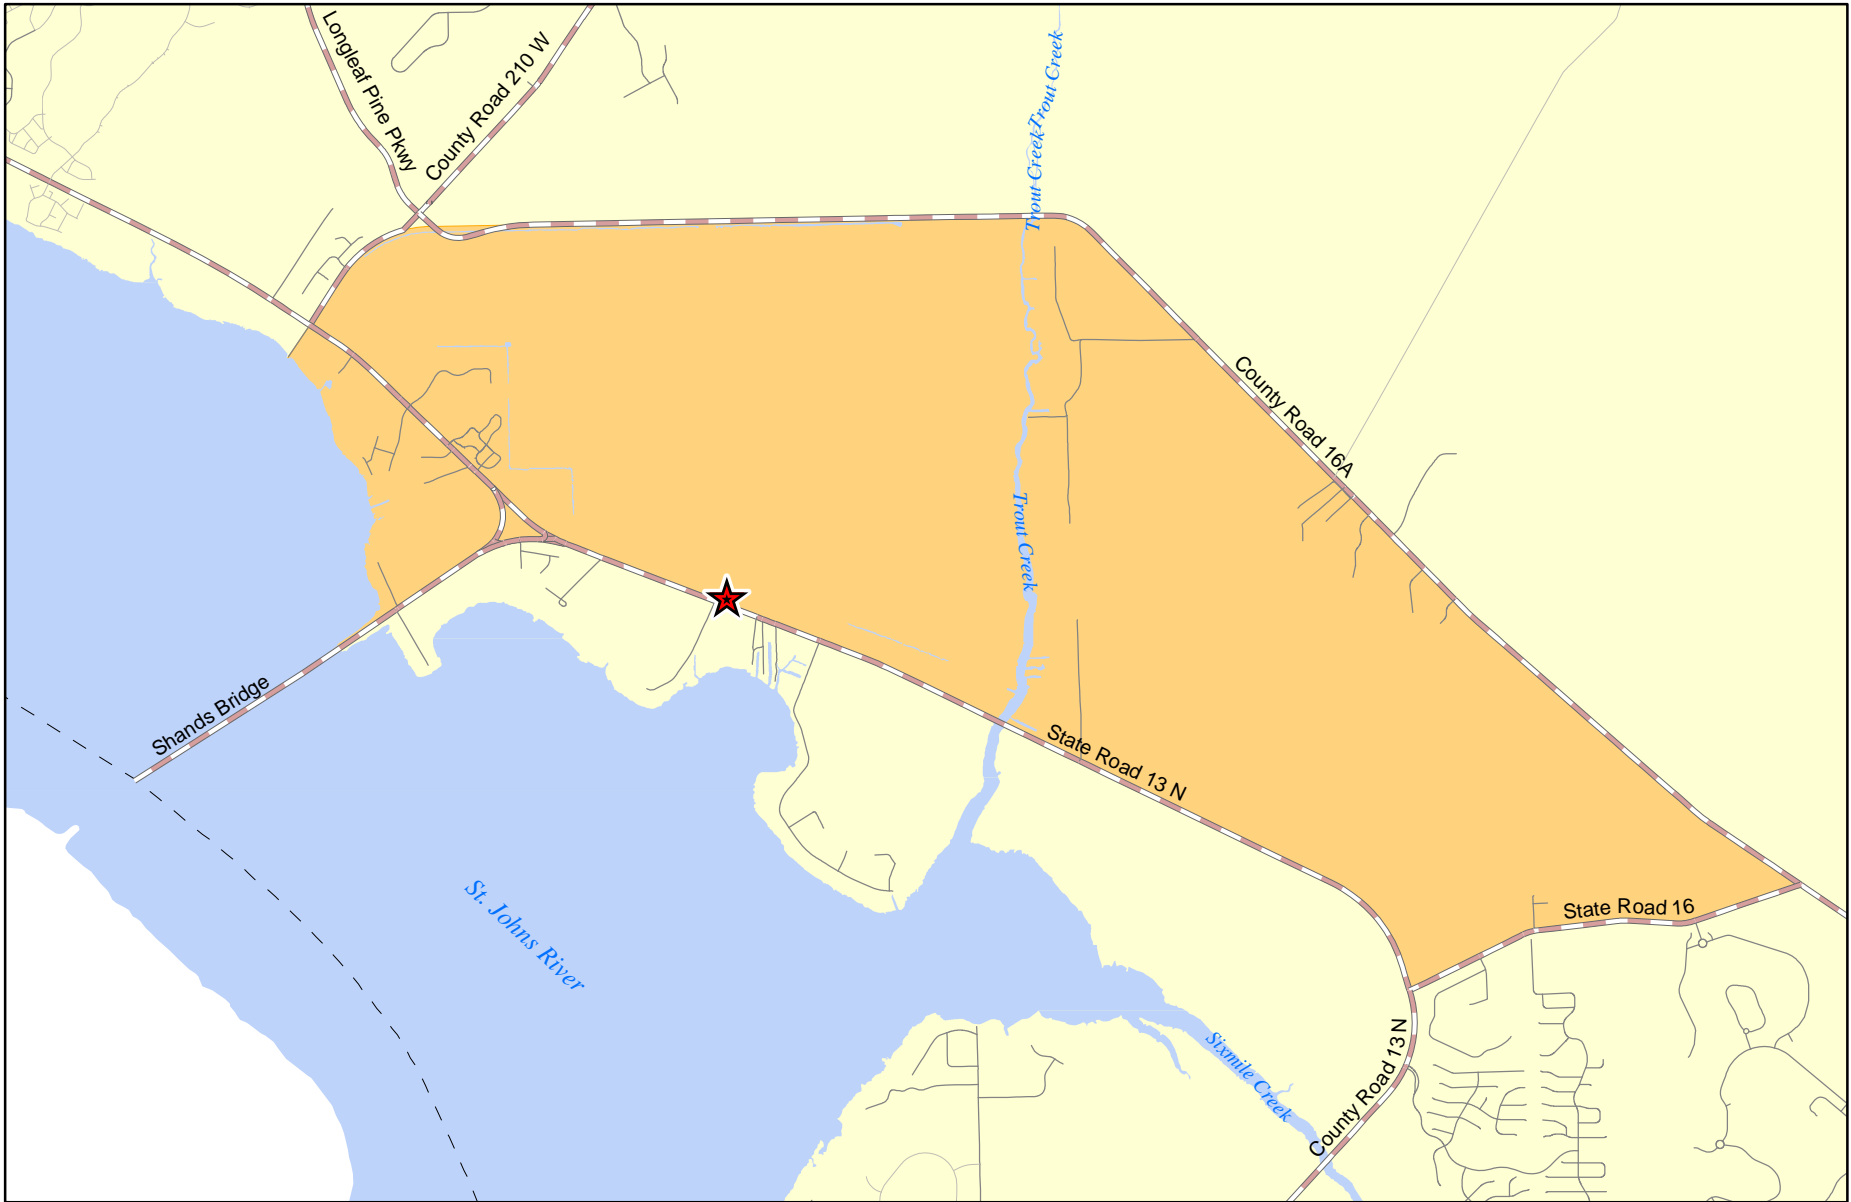 Longleaf Pine Pkwy
County Road 210 W
Trout Creek
Trout Creek
County Road 16A
Trout Creek
Shands Bridge
State Road 13 N
St. Johns River
State Road 16
Sixmile Creek
County Road 13 N